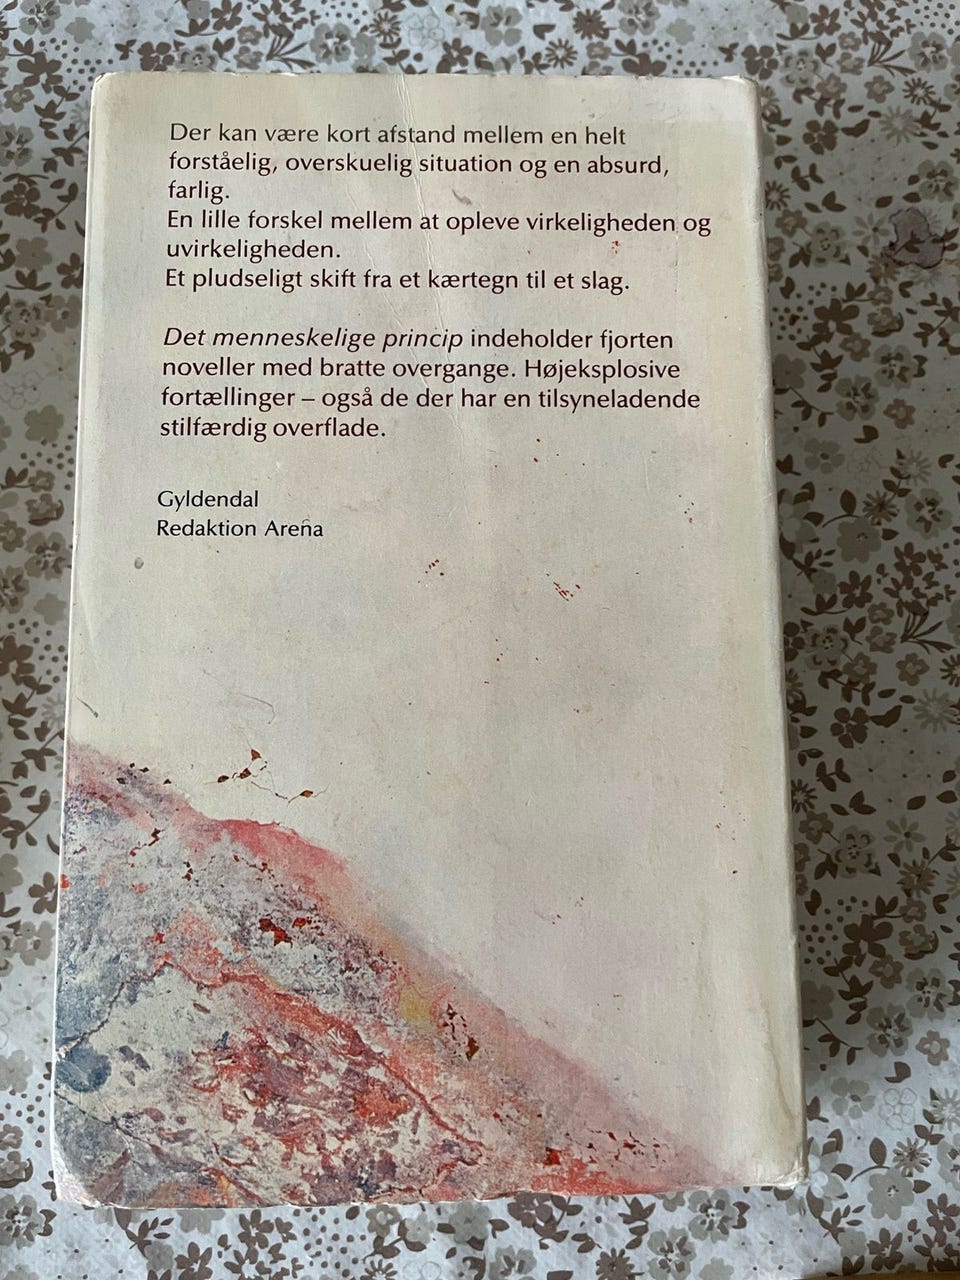 Der kan være kort afstand mellem en helt
forståelig, overskuelig situation og en absurd,
farlig.
En lille forskel mellem at opleve virkeligheden og
uvirkeligheden.
Et pludseligt skift fra et kærtegn til et slag.
Det menneskelige princip indeholder fjorten
noveller med bratte overgange. Højeksplosive
fortællinger – også de der har en tilsyneladende
stilfærdig overflade.
Gyldendal
Redaktion Arena